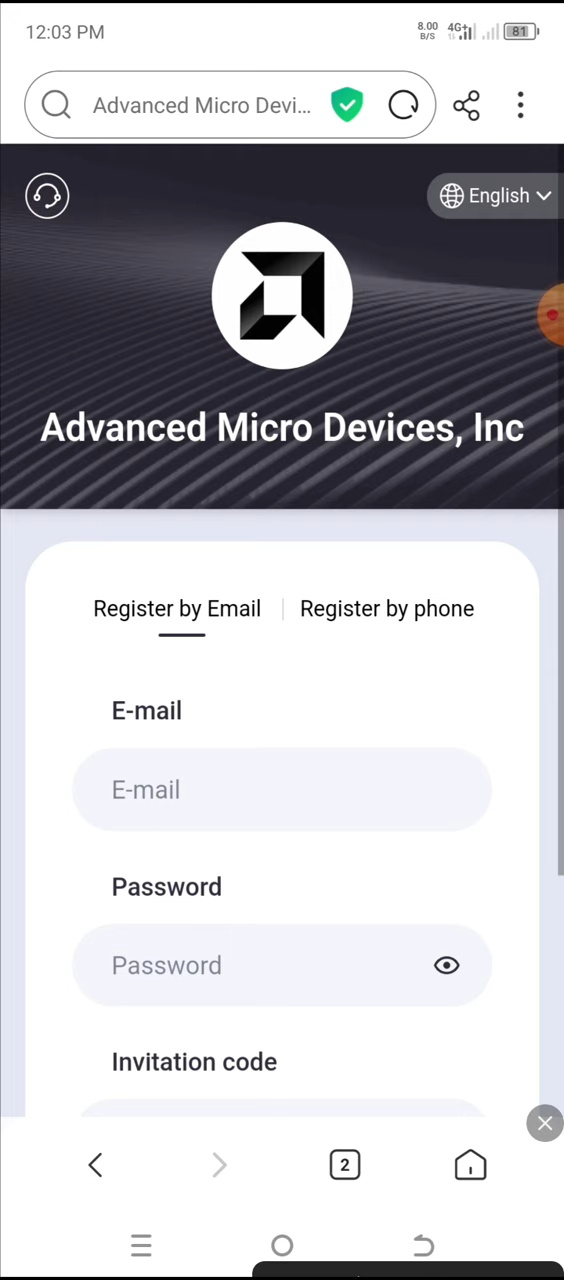 12:03 PM
8.00
B/S
4G+
81
Advanced Micro Devi...
English
Advanced Micro Devices, Inc
Register by Email
Register by phone
E-mail
E-mail
Password
Password
Invitation code
2